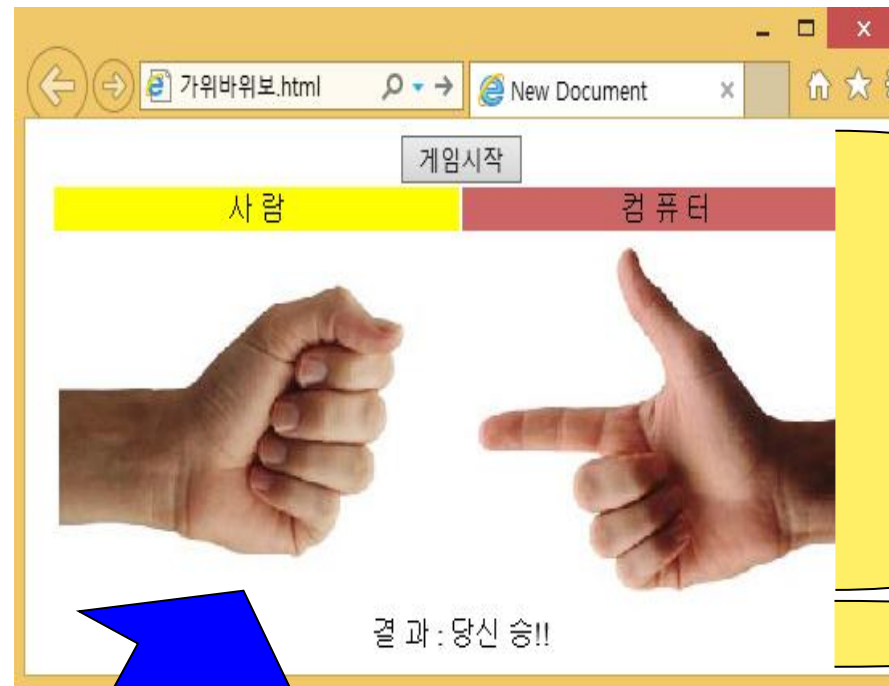 가위바위보.html
New Document
게임시작
사 람
컴 퓨 터
결 과 : 당신 승!!